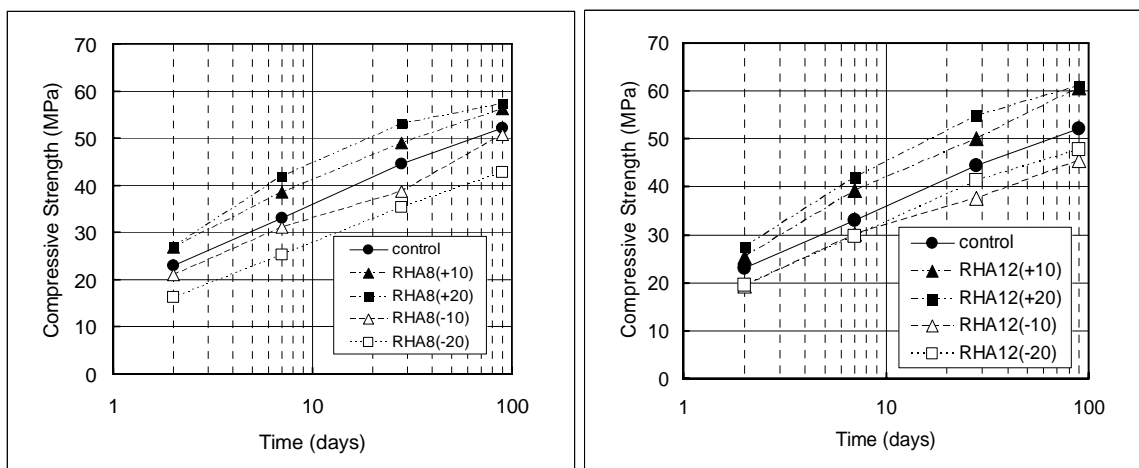 Compressive Strength (MPa)
70
60
50
40
30
20
10
0
control
RHA8(+10)
RHA8(+20)
RHA8(-10)
RHA8(-20)
1
10
100
Time (days)
Compressive Strength (MPa)
70
60
50
40
30
20
10
0
control
RHA12(+10)
RHA12(+20)
RHA12(-10)
RHA12(-20)
1
10
100
Time (days)